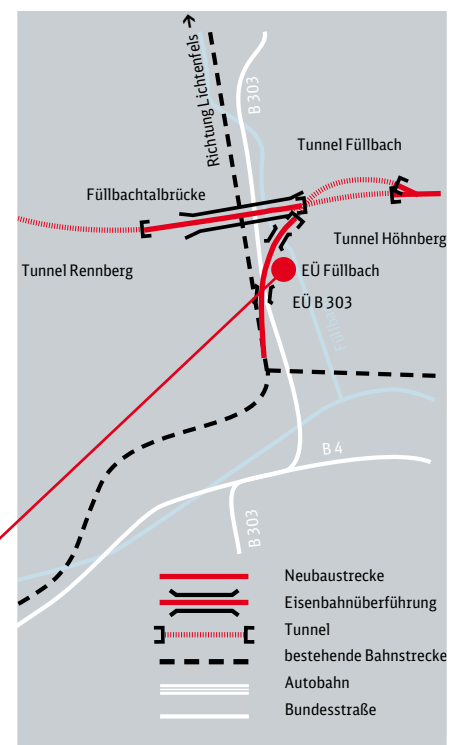 Richtung Lichtenfels →
B 303
Tunnel Füllbach
Füllbachtalbrücke
Tunnel Höhnberg
Tunnel Rennberg
EÜ Füllbach
EÜ B 303
B 4
B 303
Neubaustrecke
Eisenbahnüberführung
Tunnel
bestehende Bahnstrecke
Autobahn
Bundesstraße